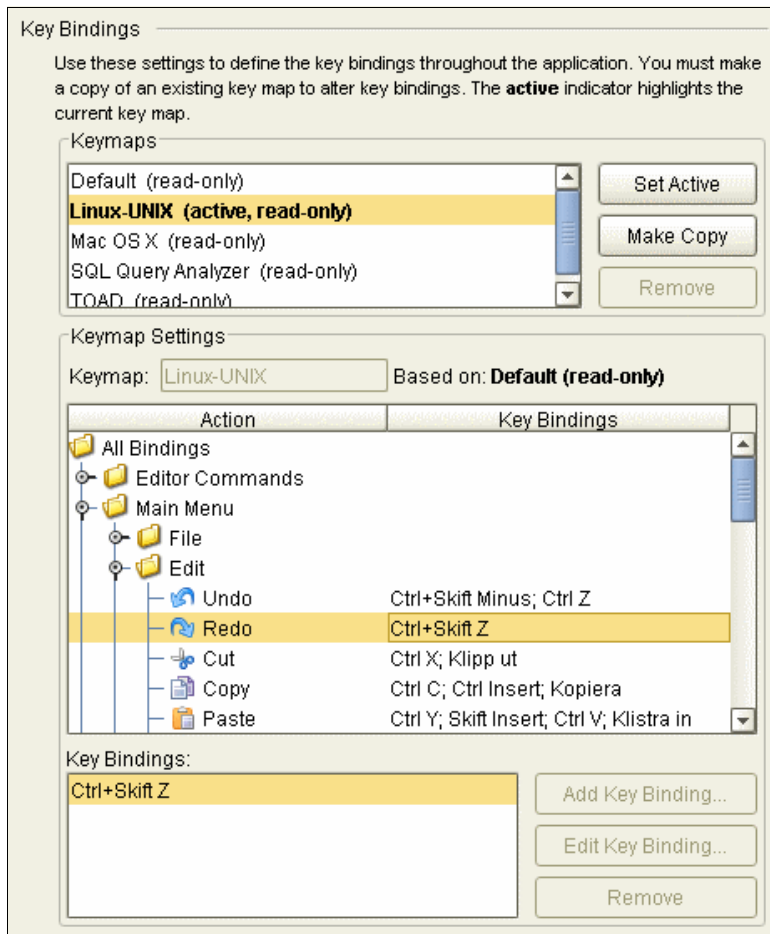 Key Bindings
Use these settings to define the key bindings throughout the application. You must make
a copy of an existing key map to alter key bindings. The active indicator highlights the
current key map.
Keymaps
Default (read-only)
Linux-UNIX (active, read-only)
Mac OS X (read-only)
SQL Query Analyzer (read-only)
TOAD (read-only)
Set Active
Make Copy
Remove
Keymap Settings
Keymap: Linux-UNIX Based on: Default (read-only)
Action Key Bindings
All Bindings
Editor Commands
Main Menu
File
Edit
Undo Ctrl+Skift Minus; Ctrl Z
Redo Ctrl+Skift Z
Cut Ctrl X; Klipp ut
Copy Ctrl C; Ctrl Insert; Kopiera
Paste Ctrl Y; Skift Insert; Ctrl V; Klistra in
Key Bindings:
Ctrl+Skift Z
Add Key Binding...
Edit Key Binding...
Remove